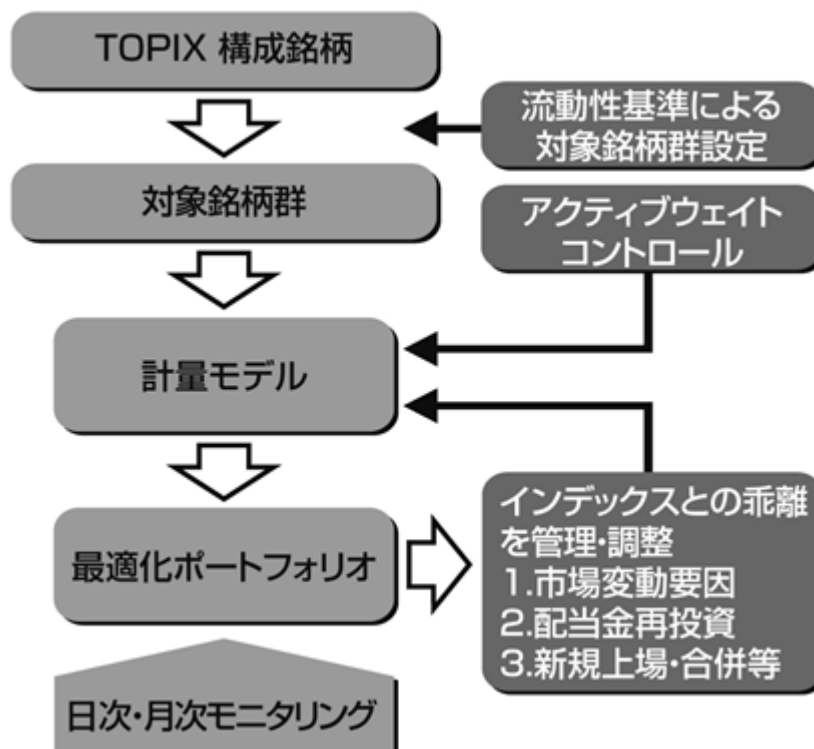 TOPIX 構成銘柄
流動性基準による
対象銘柄群設定
対象銘柄群
アクティブウェイト
コントロール
計量モデル
最適化ポートフォリオ
インデックスとの乖離
を管理・調整
1.市場変動要因
2.配当金再投資
3.新規上場・合併等
日次・月次モニタリング